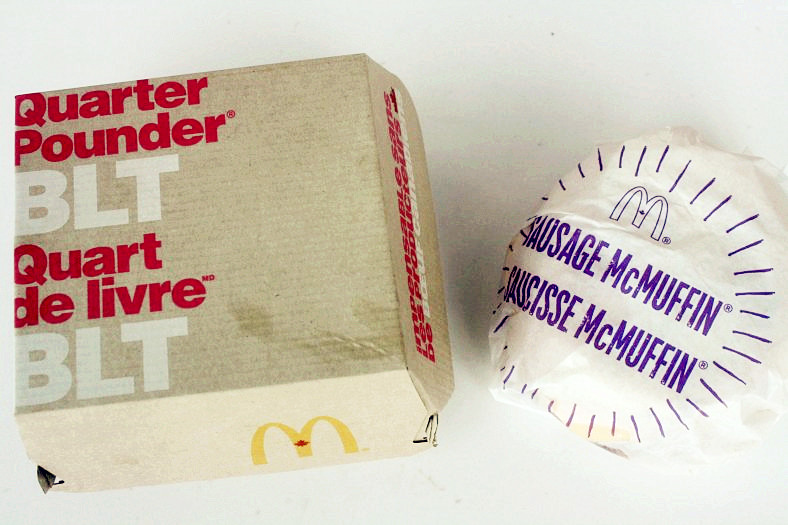 Quarter
Pounder®
BLT
Quart
de livre MD
BLT
SAUSAGE McMUFFIN®
SAUCISSE McMUFFIN®